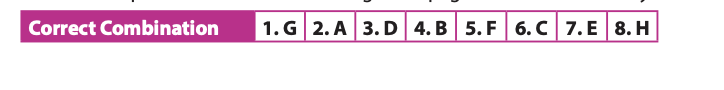 Correct Combination 1. G 2. A 3. D 4. B 5. F 6. C 7. E 8. H